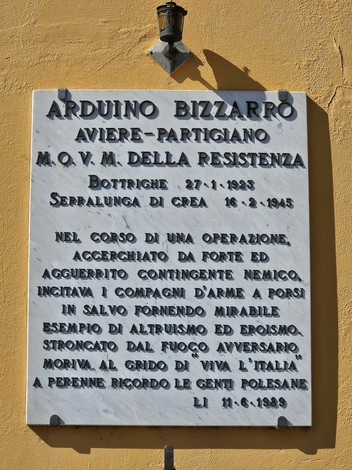 ARDUINO BIZZARRO
AVIERE-PARTIGIANO
M.O.V.M. DELLA RESISTENZA
BOTTRIGHE 27·1·1923
SERRALUNGA DI CREA 16·2·1945
NEL CORSO DI UNA OPERAZIONE,
ACCERCHIATO DA FORTE ED
AGGUERRITO CONTINGENTE NEMICO,
INCITAVA I COMPAGNI D'ARME A PORSI
IN SALVO FORNENDO MIRABILE
ESEMPIO DI ALTRUISMO ED EROISMO.
STRONCATO DAL FUOCO AVVERSARIO
MORIVA AL GRIDO DI "VIVA L'ITALIA"
A PERENNE RICORDO LE GENTI POLESANE
LI 11-6-1989